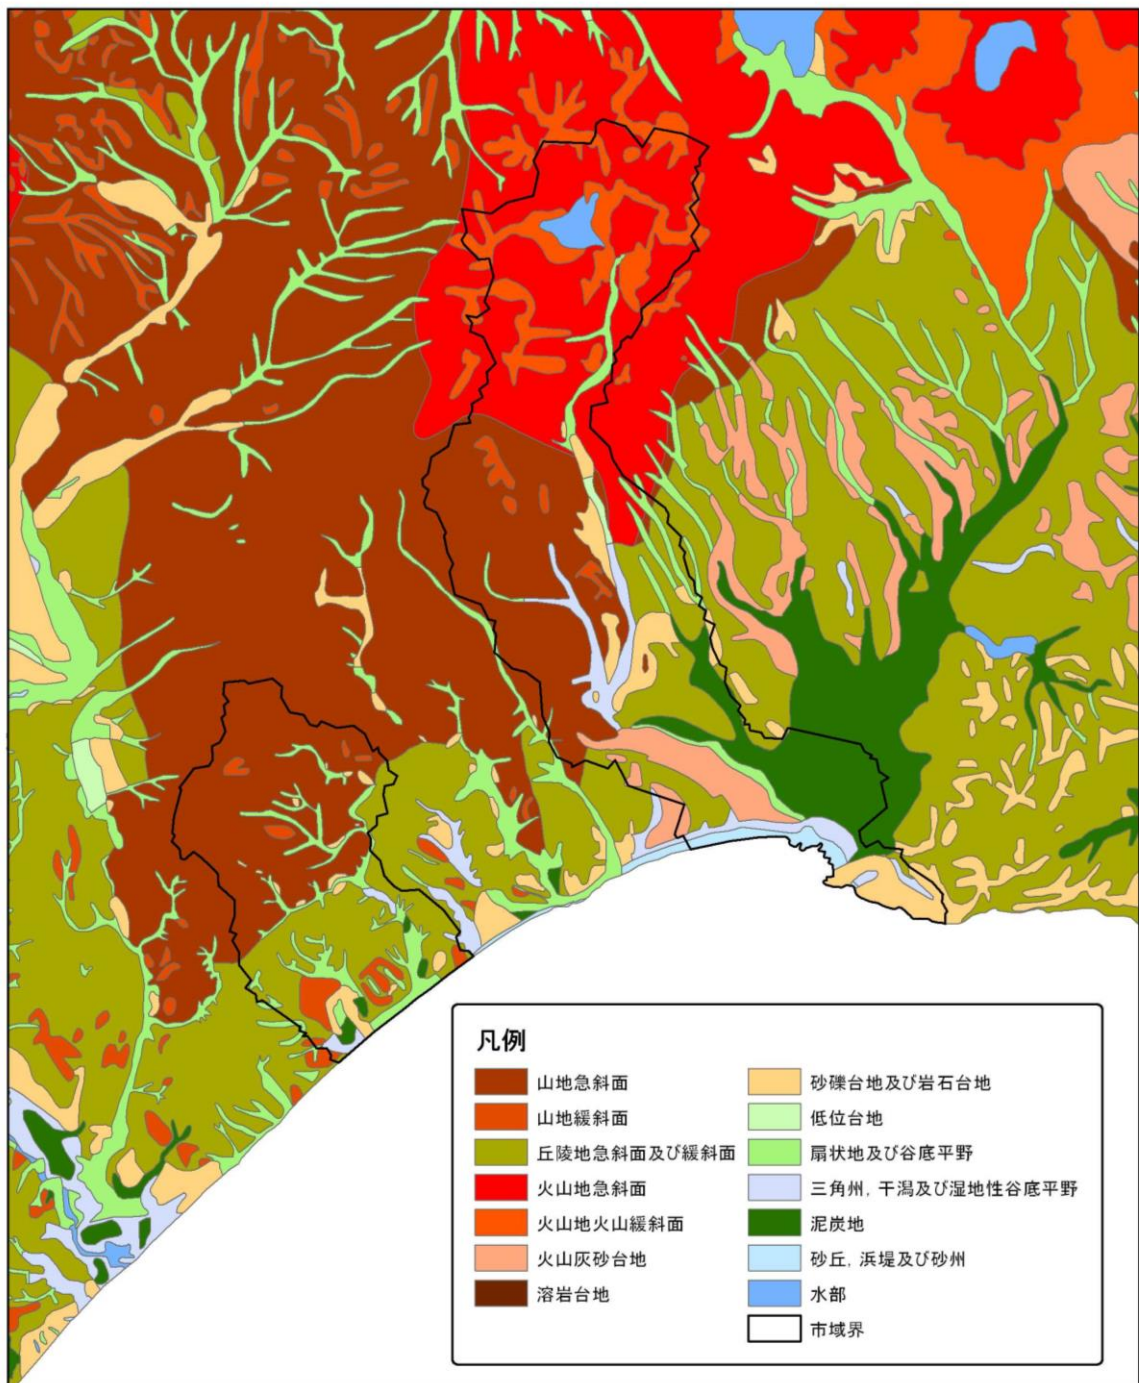 凡例
山地急斜面
山地緩斜面
丘陵地急斜面及び緩斜面
火山地急斜面
火山地火山緩斜面
火山灰砂台地
溶岩台地
砂礫台地及び岩石台地
低位台地
扇状地及び谷底平野
三角州，干潟及び湿地性谷底平野
泥炭地
砂丘，浜堤及び砂州
水部
市域界